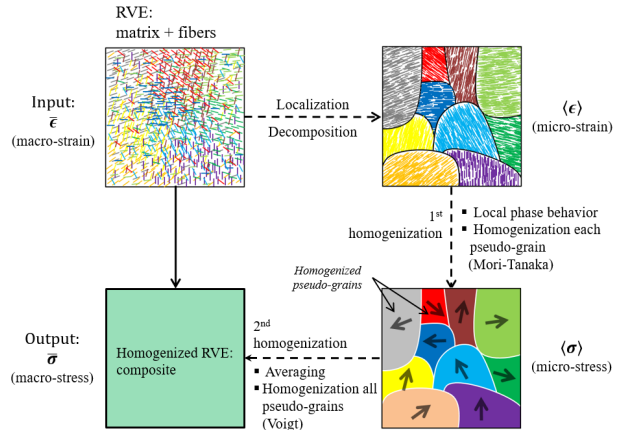 RVE:
matrix + fibers
Input:
ϵ̅
(macro-strain)
Localization
Decomposition
⟨ϵ⟩
(micro-strain)
1st
homogenization
▪ Local phase behavior
▪ Homogenization each
pseudo-grain
(Mori-Tanaka)
Homogenized
pseudo-grains
Output:
σ̅
(macro-stress)
Homogenized RVE:
composite
2nd
homogenization
▪ Averaging
▪ Homogenization all
pseudo-grains
(Voigt)
⟨σ⟩
(micro-stress)